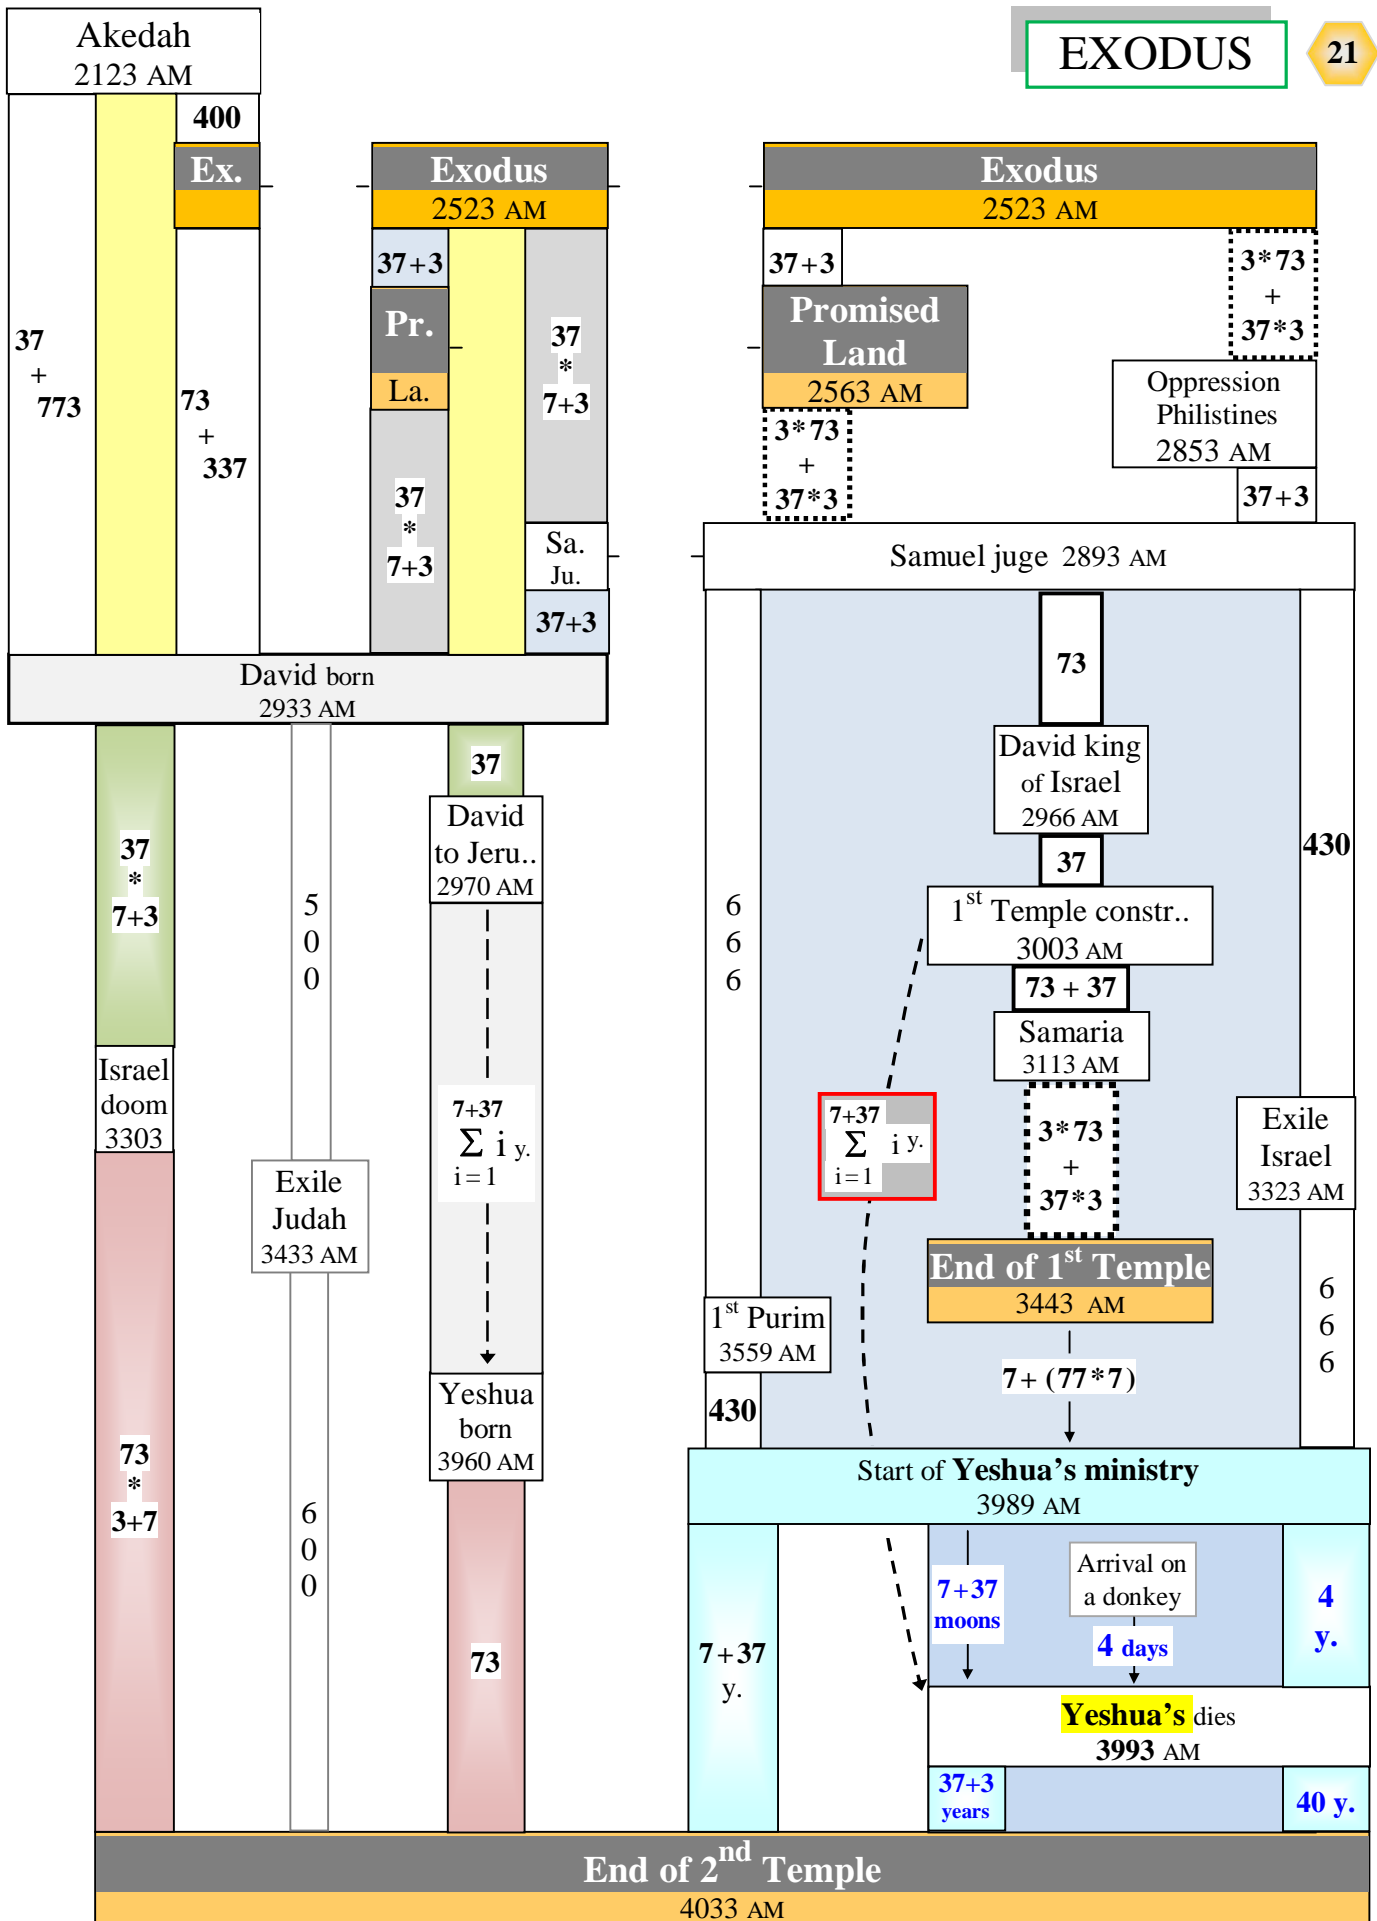 Akedah
2123 AM
EXODUS
21
400
Ex.
Exodus
2523 AM
Exodus
2523 AM
37+3
37+3
3*73
+
37*3
Pr.
La.
37
*
7+3
Promised
Land
2563 AM
37
+
773
73
+
337
Oppression
Philistines
2853 AM
3*73
+
37*3
37+3
37
*
7+3
Sa.
Ju.
Samuel juge 2893 AM
37+3
73
David born
2933 AM
37
David king
of Israel
2966 AM
David
to Jeru..
2970 AM
37
430
37
*
7+3
5
0
0
6
6
6
1st Temple constr..
3003 AM
73 + 37
Samaria
3113 AM
Israel
doom
3303
7+37
Σ i y.
i = 1
7+37
Σ i y.
i = 1
3*73
+
37*3
Exile
Israel
3323 AM
Exile
Judah
3433 AM
End of 1st Temple
3443 AM
1st Purim
3559 AM
6
6
6
7+ (77*7)
430
Yeshua
born
3960 AM
73
*
3+7
6
0
0
Start of Yeshua's ministry
3989 AM
7+37
moons
Arrival on
a donkey
4 days
4
y.
73
7+37
y.
Yeshua's dies
3993 AM
37+3
years
40 y.
End of 2nd Temple
4033 AM